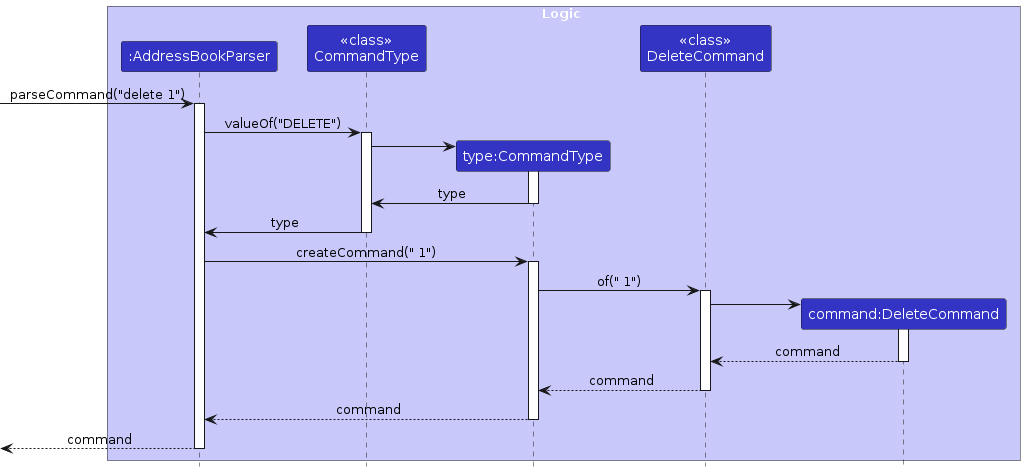 Logic
:AddressBookParser
«class»
CommandType
«class»
DeleteCommand
parseCommand("delete 1")
valueOf("DELETE")
type:CommandType
type
type
createCommand(" 1")
of(" 1")
command:DeleteCommand
command
command
command
command